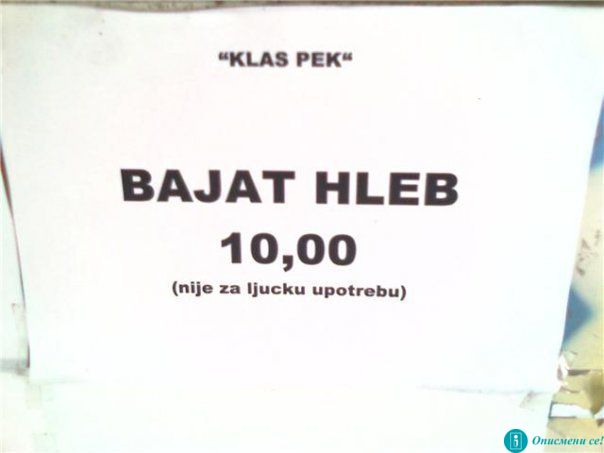 “KLAS PEK“
BAJAT HLEB
10,00
(nije za ljucku upotrebu)
Описмени се!